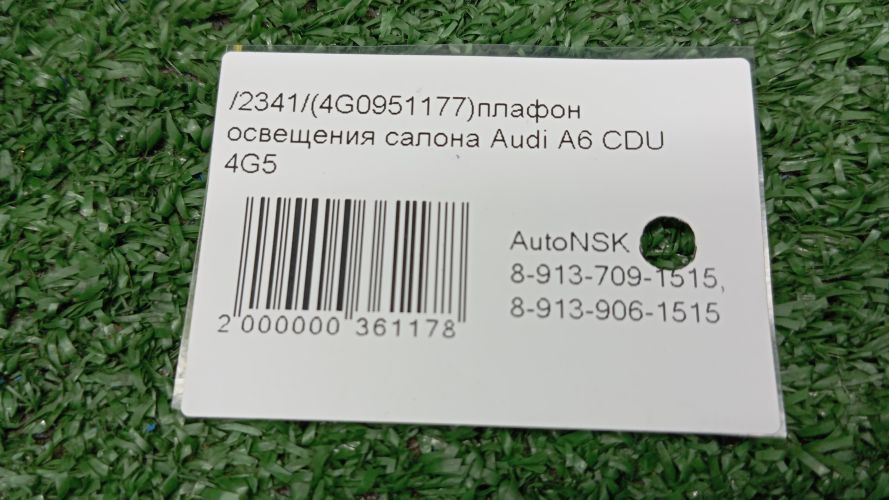 /2341/(4G0951177)плафон
освещения салона Audi A6 CDU
4G5
AutoNSK
8-913-709-1515,
8-913-906-1515
2 000000 361178